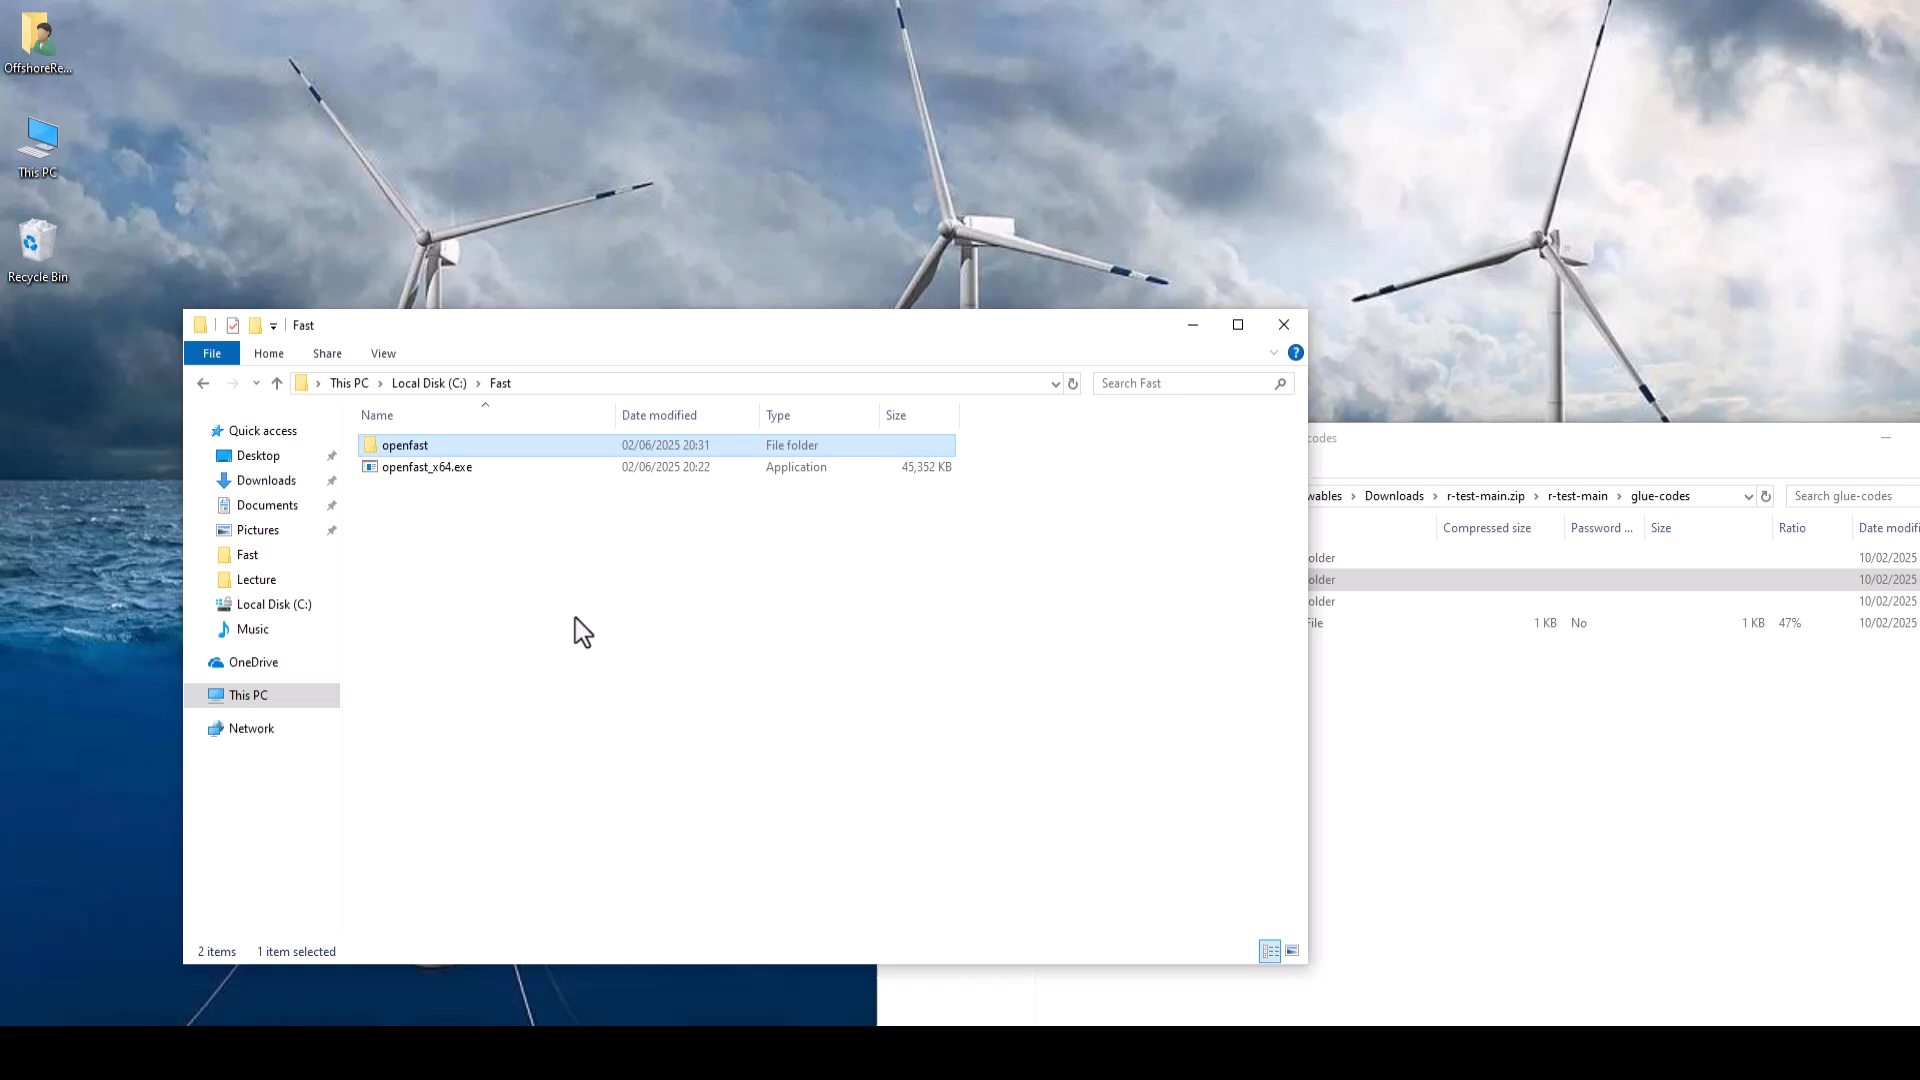 OffshoreRe...
This PC
Recycle Bin
Fast
File Home Share View
This PC › Local Disk (C:) › Fast
Search Fast
Name Date modified Type Size
openfast 02/06/2025 20:31 File folder
openfast_x64.exe 02/06/2025 20:22 Application 45,352 KB
Quick access
Desktop
Downloads
Documents
Pictures
Fast
Lecture
Local Disk (C:)
Music
OneDrive
This PC
Network
2 items 1 item selected
codes
wables › Downloads › r-test-main.zip › r-test-main › glue-codes
Search glue-codes
Compressed size Password ... Size Ratio Date modifi
older 10/02/2025
older 10/02/2025
older 10/02/2025
File 1 KB No 1 KB 47% 10/02/2025